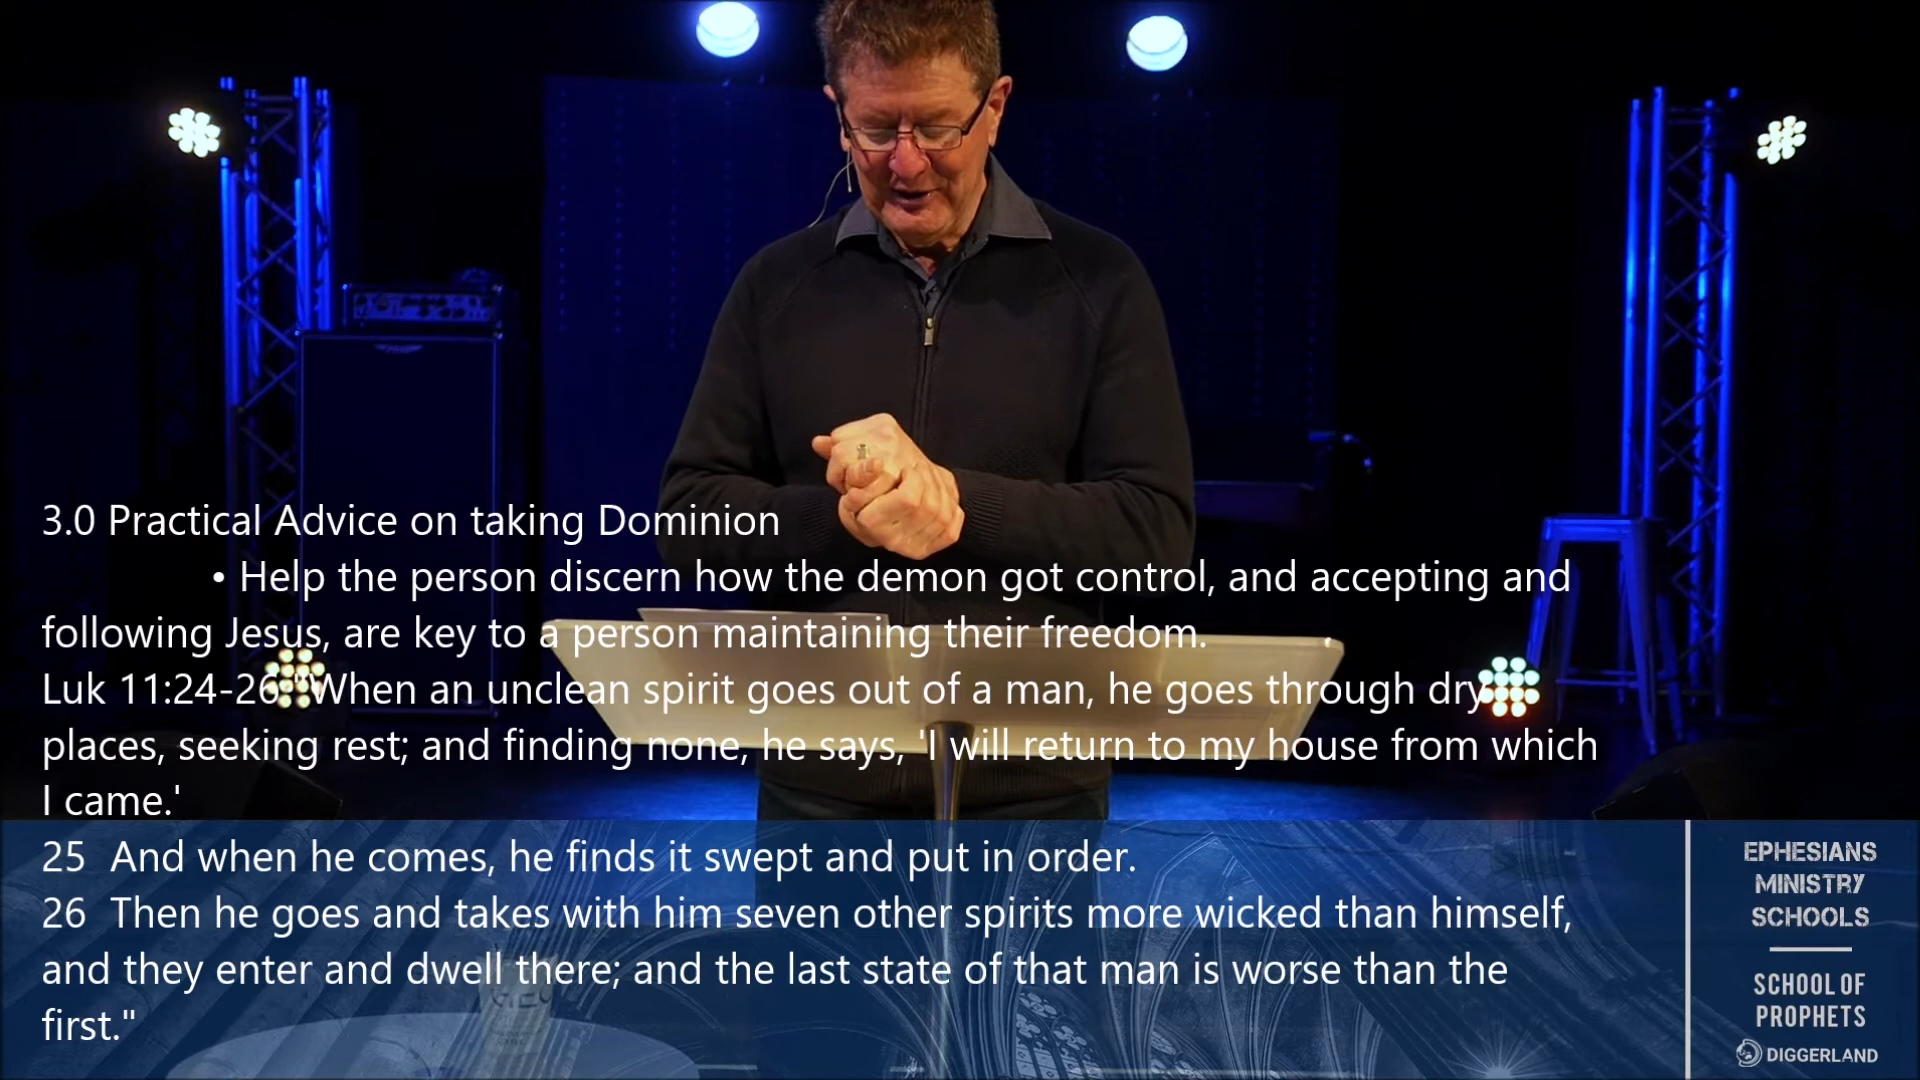 3.0 Practical Advice on taking Dominion
• Help the person discern how the demon got control, and accepting and
following Jesus, are key to a person maintaining their freedom.
Luk 11:24-26 "When an unclean spirit goes out of a man, he goes through dry
places, seeking rest; and finding none, he says, 'I will return to my house from which
I came.'
25 And when he comes, he finds it swept and put in order.
26 Then he goes and takes with him seven other spirits more wicked than himself,
and they enter and dwell there; and the last state of that man is worse than the
first."
EPHESIANS
MINISTRY
SCHOOLS
SCHOOL OF
PROPHETS
DIGGERLAND